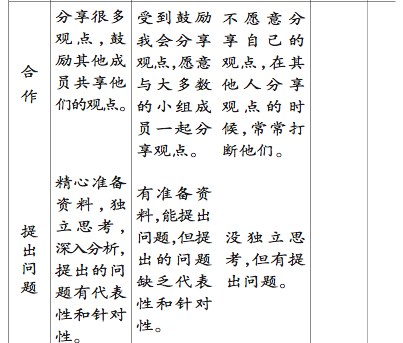 合
作
分享很多
观点，鼓
励其他成
员共享他
们的观点。
受到鼓励
我会分享
观点,愿意
与大多数
的小组成
员一起分
享观点。
不愿意分
享自己的
观点，在其
他人分享
观点的时
候，常常打
断他们。
提
出
问
题
精心准备
资料，独
立思考，
深入分析，
提出的问
题有代表
性和针对
性。
有准备资
料,能提出
问题,但提
出的问题
缺乏代表
性和针对
性。
没独立思
考,但有提
出问题。